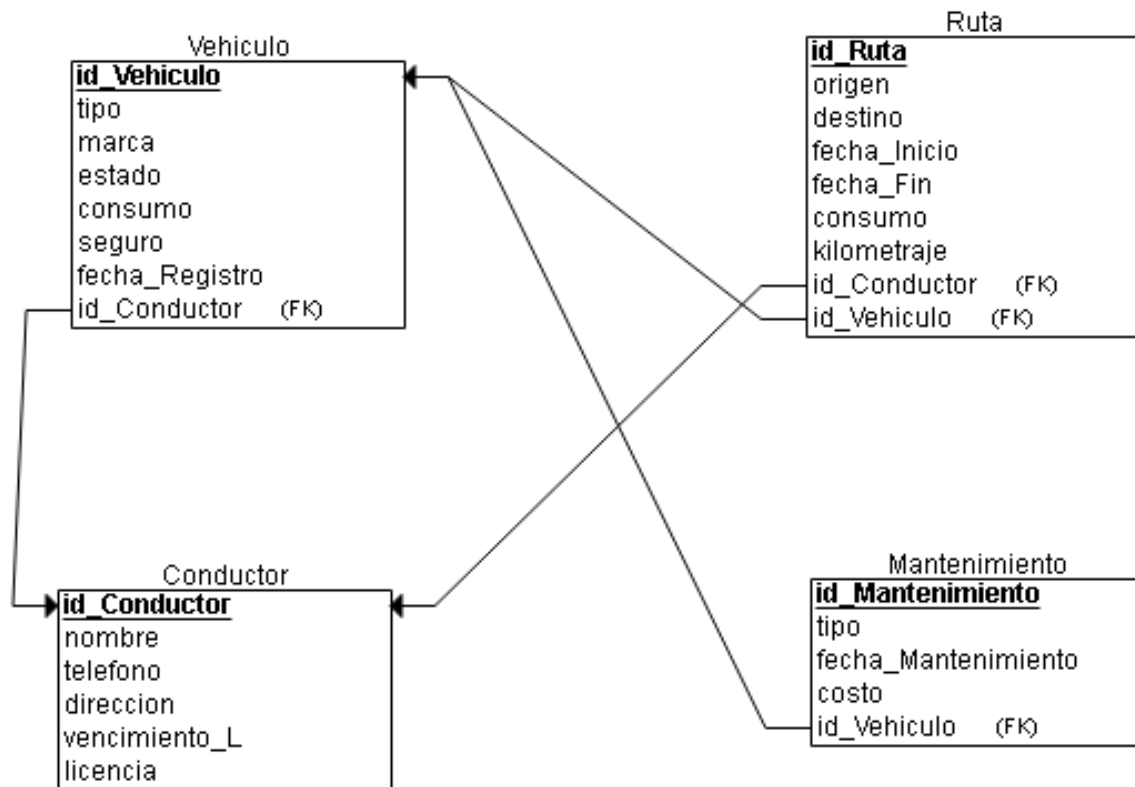 Vehiculo
id_Vehiculo
tipo
marca
estado
consumo
seguro
fecha_Registro
id_Conductor (FK)
Ruta
id_Ruta
origen
destino
fecha_Inicio
fecha_Fin
consumo
kilometraje
id_Conductor (FK)
id_Vehiculo (FK)
Conductor
id_Conductor
nombre
telefono
direccion
vencimiento_L
licencia
Mantenimiento
id_Mantenimiento
tipo
fecha_Mantenimiento
costo
id_Vehiculo (FK)